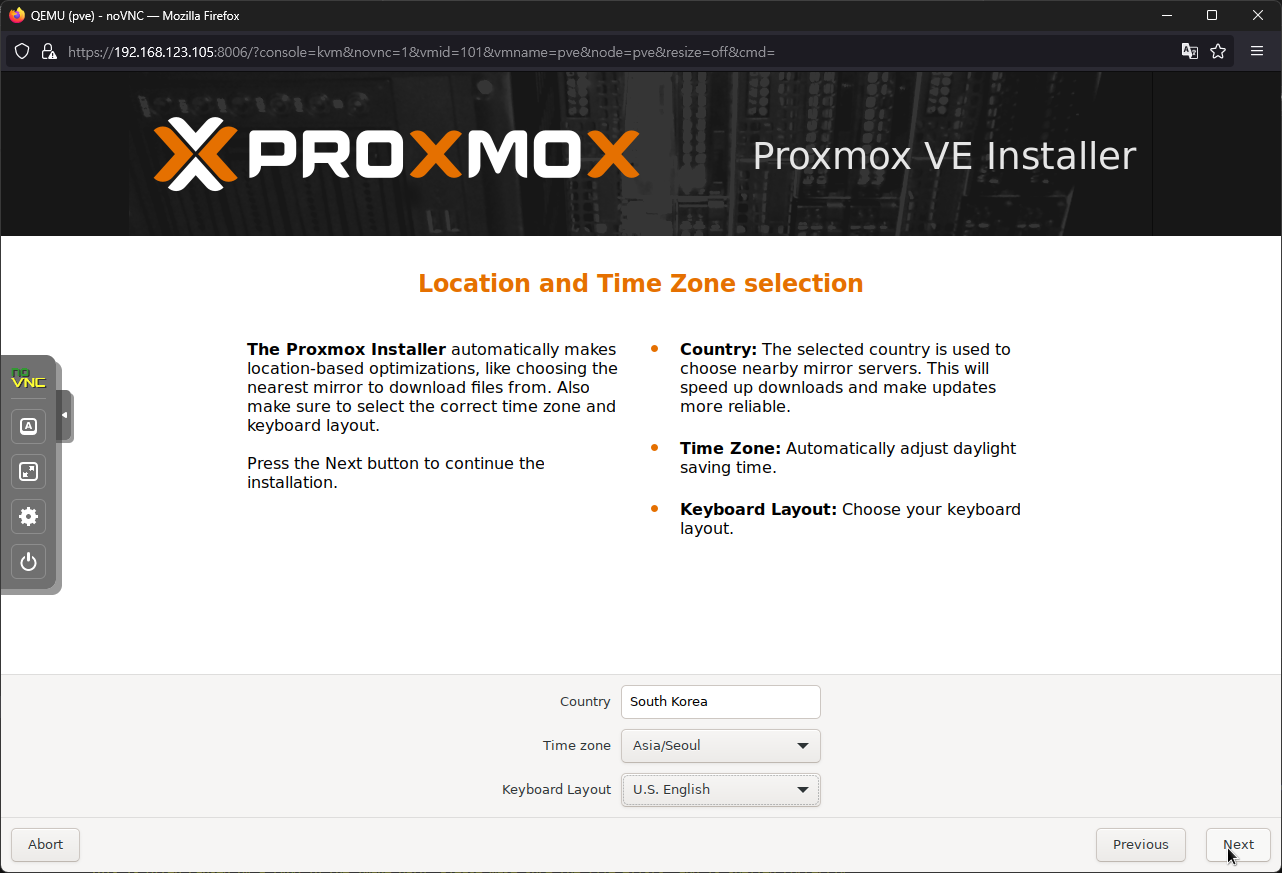 QEMU (pve) - noVNC — Mozilla Firefox
https://192.168.123.105:8006/?console=kvm&novnc=1&vmid=101&vmname=pve&node=pve&resize=off&cmd=
PROXMOX
Proxmox VE Installer
Location and Time Zone selection
The Proxmox Installer automatically makes
location-based optimizations, like choosing the
nearest mirror to download files from. Also
make sure to select the correct time zone and
keyboard layout.
Press the Next button to continue the
installation.
• Country: The selected country is used to
choose nearby mirror servers. This will
speed up downloads and make updates
more reliable.
• Time Zone: Automatically adjust daylight
saving time.
• Keyboard Layout: Choose your keyboard
layout.
no
VNC
A
Country South Korea
Time zone Asia/Seoul
Keyboard Layout U.S. English
Abort
Previous
Next